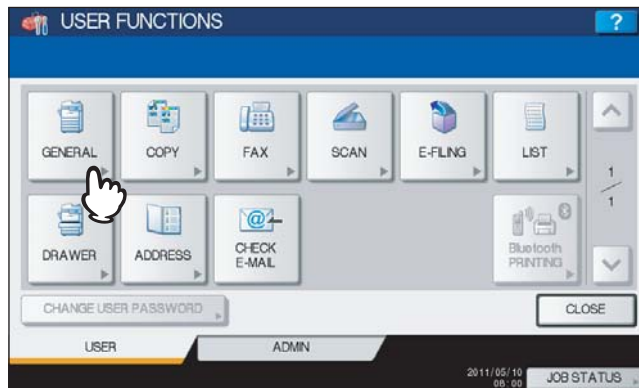 USER FUNCTIONS
?
GENERAL
COPY
FAX
SCAN
E-FILING
LIST
1
1
DRAWER
ADDRESS
@
CHECK
E-MAIL
Bluetooth
PRINTING
CHANGE USER PASSWORD
CLOSE
USER
ADMIN
2011/05/10
08:00
JOB STATUS